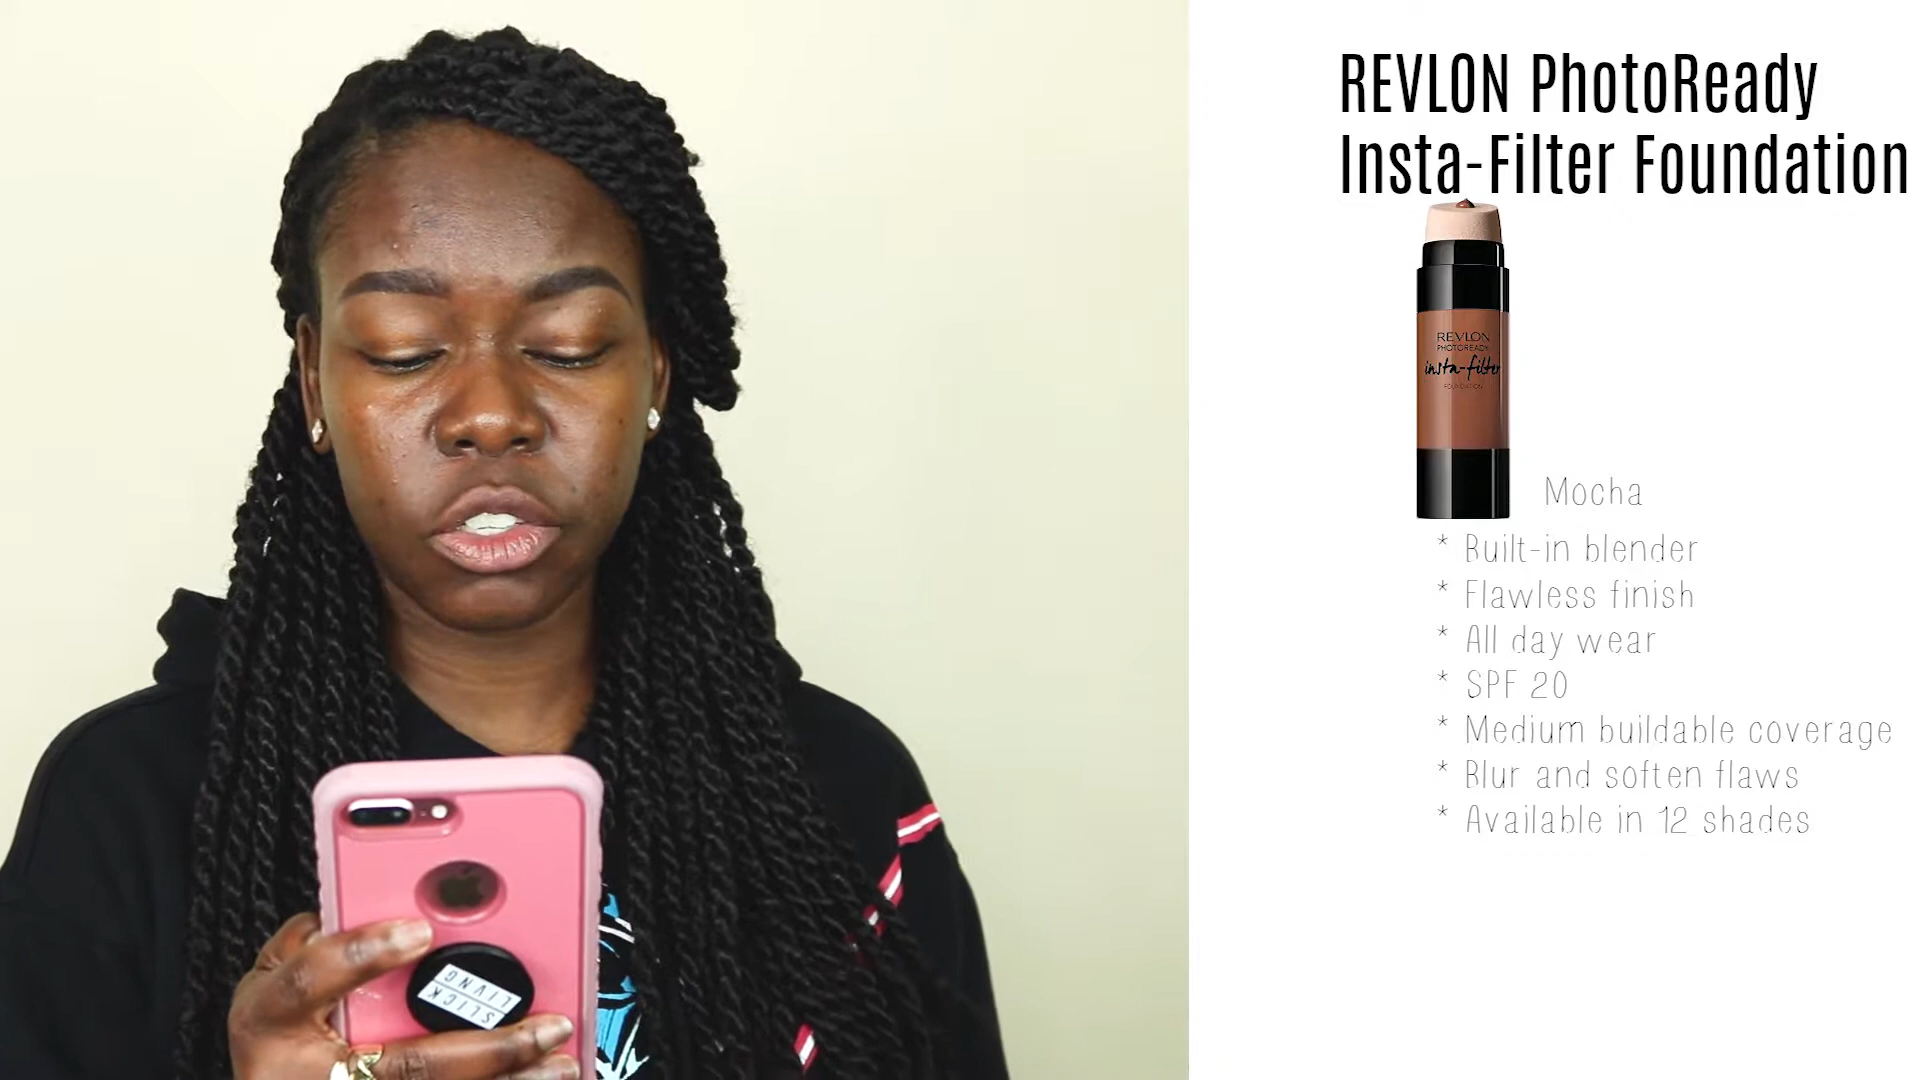 REVLON PhotoReady
Insta-Filter Foundation
REVLON
PHOTOREADY
insta-filter
FOUNDATION
Mocha
* Built-in blender
* Flawless finish
* All day wear
* SPF 20
* Medium buildable coverage
* Blur and soften flaws
* Available in 12 shades
SLICK
LIVNG